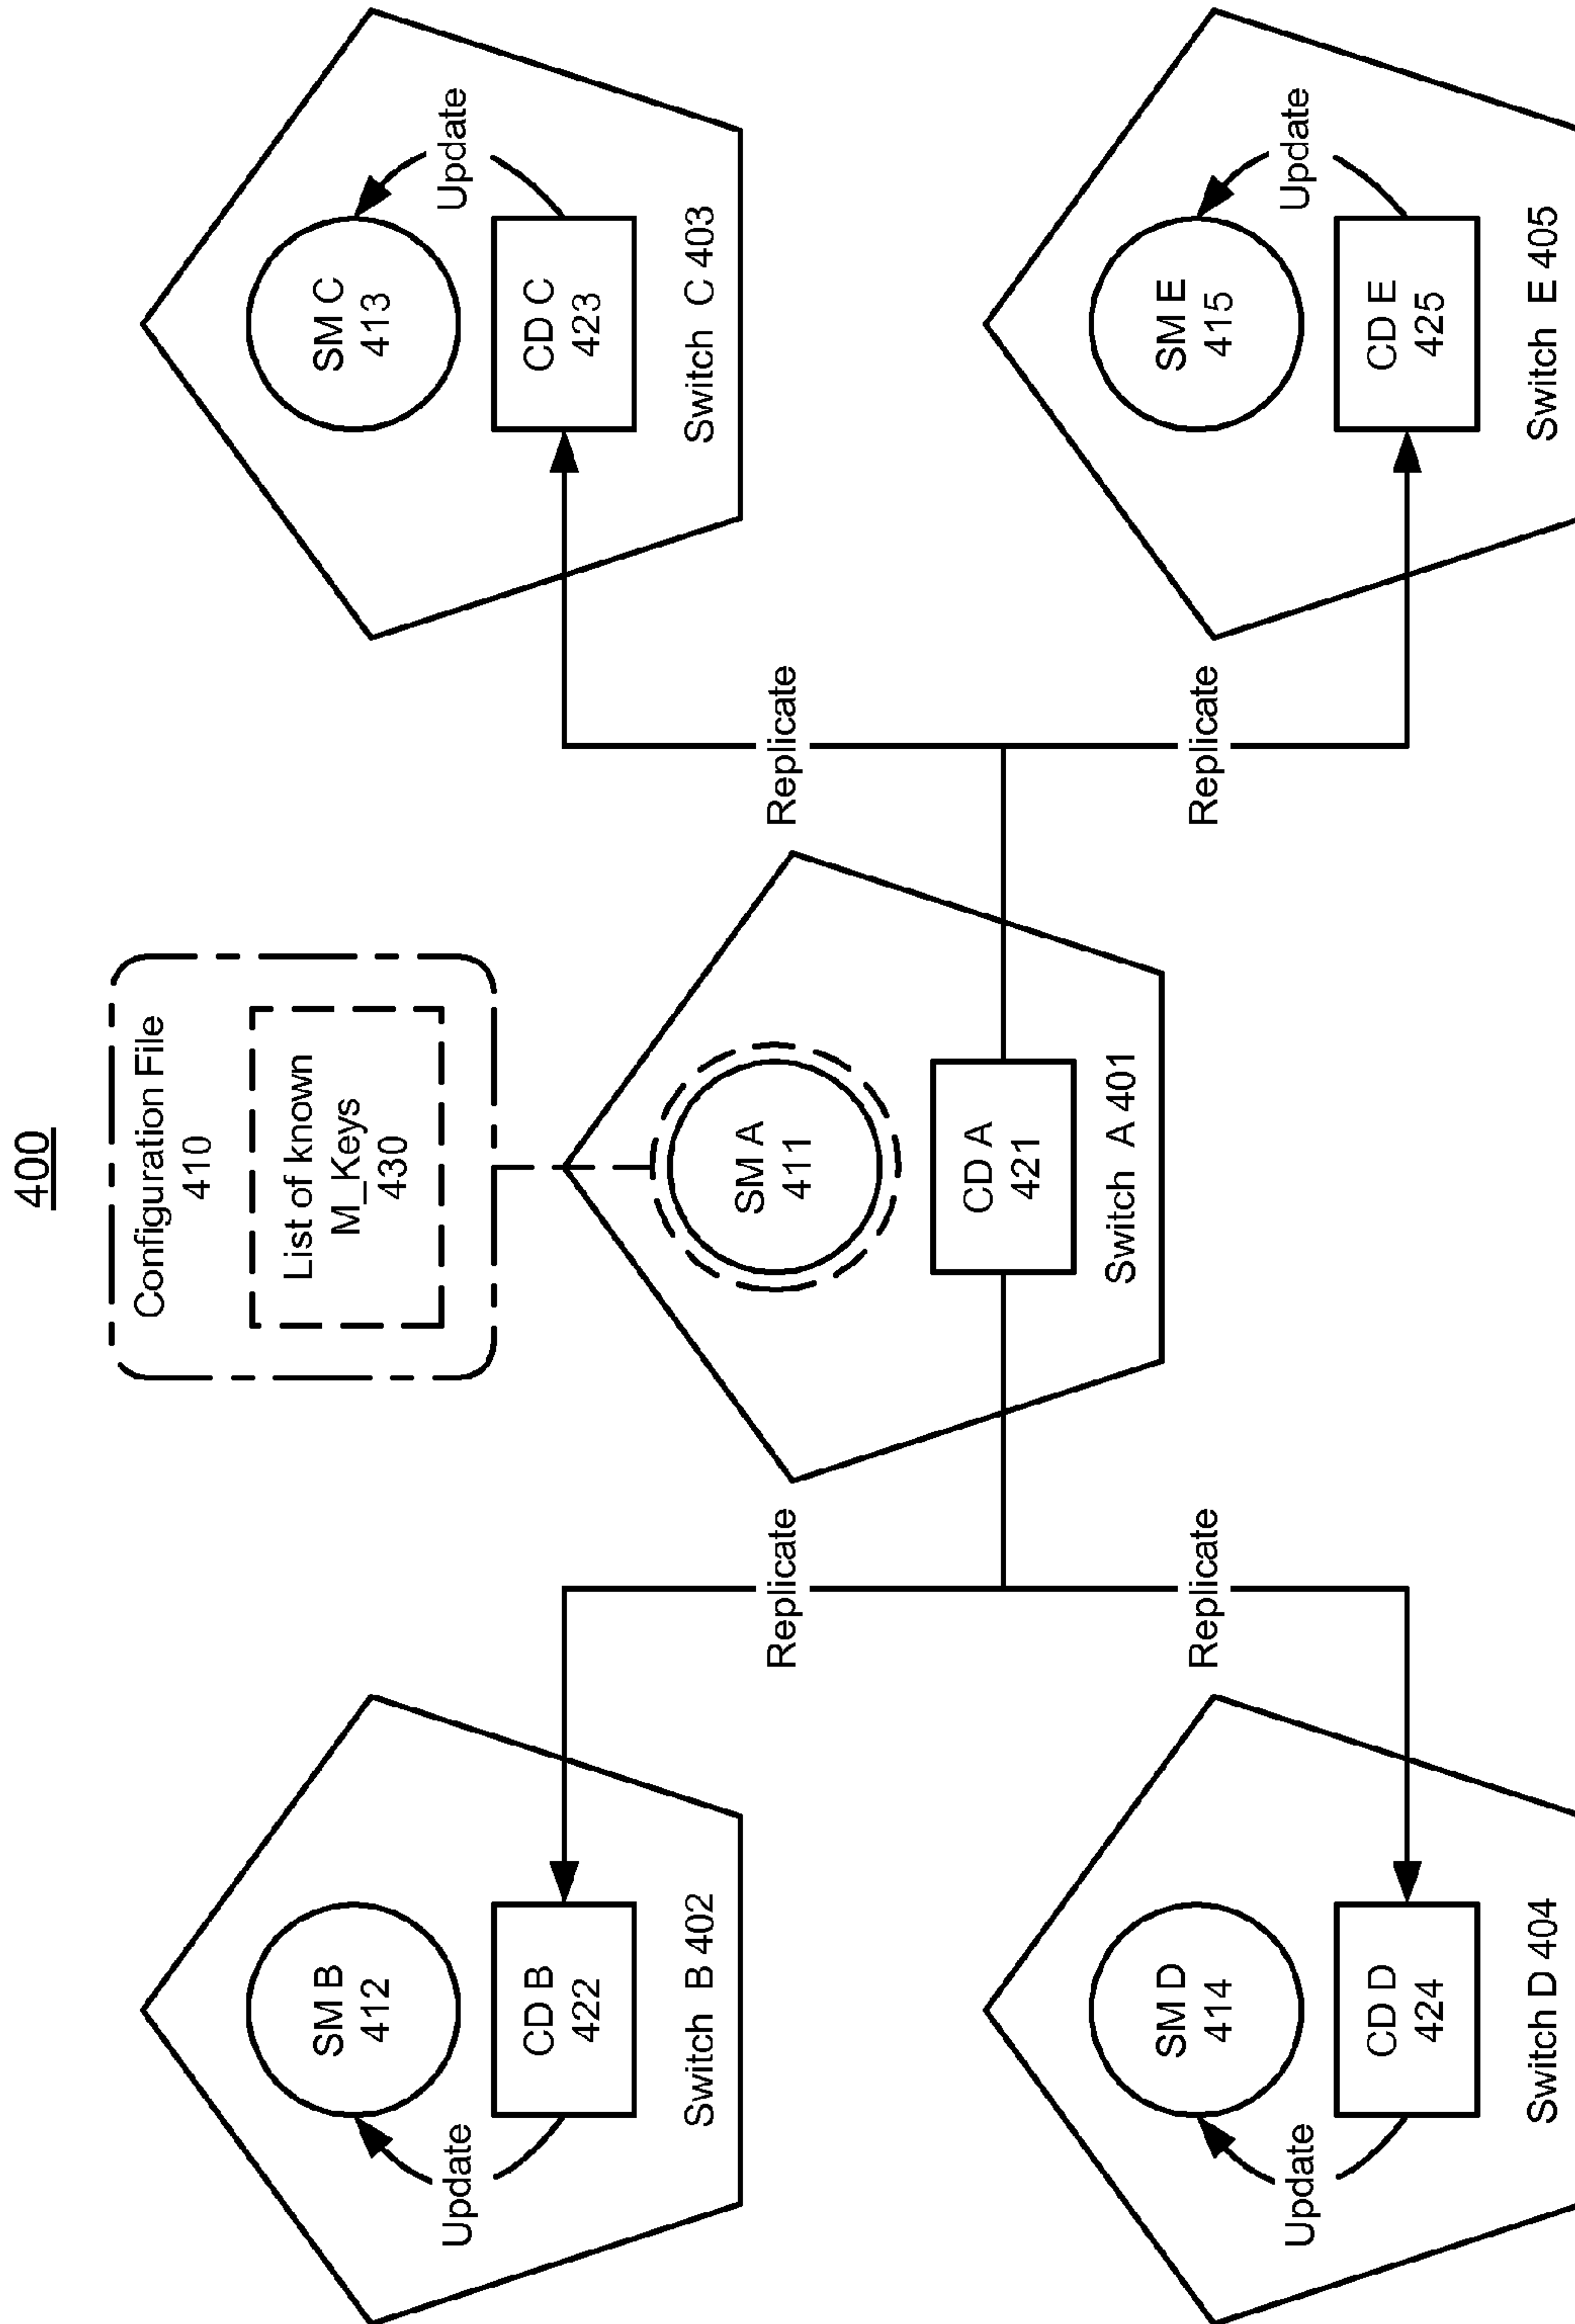 400
Configuration File
410
List of known
M_Keys
430
Update
SM B
412
CD B
422
Switch B 402
SM C
413
Update
CD C
423
Switch C 403
Replicate
Replicate
SM A
411
CD A
421
Switch A 401
Replicate
Replicate
Update
SM D
414
CD D
424
Switch D 404
SM E
415
Update
CD E
425
Switch E 405